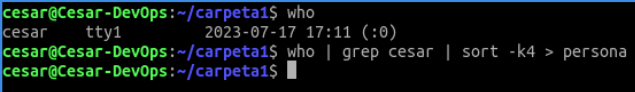 cesar@Cesar-DevOps:~/carpeta1$ who
cesar    tty1         2023-07-17 17:11 (:0)
cesar@Cesar-DevOps:~/carpeta1$ who | grep cesar | sort -k4 > persona
cesar@Cesar-DevOps:~/carpeta1$